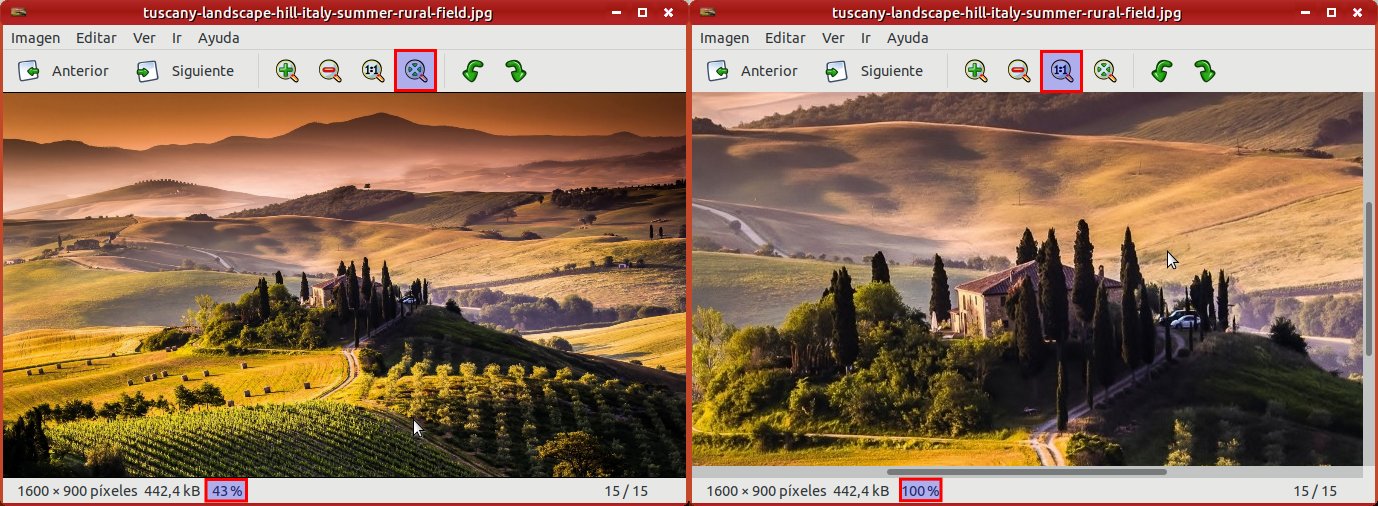 tuscany-landscape-hill-italy-summer-rural-field.jpg
Imagen Editar Ver Ir Ayuda
Anterior Siguiente 1:1
1600 × 900 píxeles 442,4 kB 43 % 15 / 15
tuscany-landscape-hill-italy-summer-rural-field.jpg
Imagen Editar Ver Ir Ayuda
Anterior Siguiente 1:1
1600 × 900 píxeles 442,4 kB 100 % 15 / 15